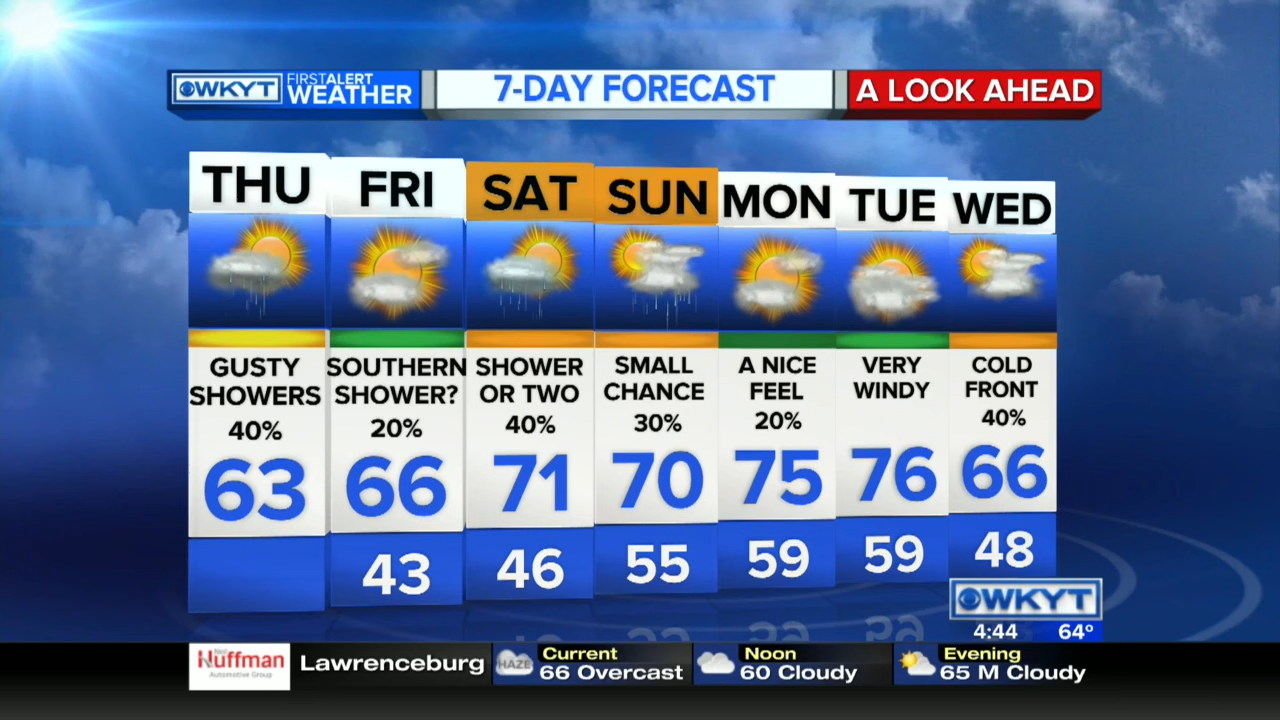 WKYT FIRSTALERT WEATHER
7-DAY FORECAST
A LOOK AHEAD
THU
FRI
SAT
SUN
MON
TUE
WED
GUSTY
SHOWERS
40%
63
SOUTHERN
SHOWER?
20%
66
43
SHOWER
OR TWO
40%
71
46
SMALL
CHANCE
30%
70
55
A NICE
FEEL
20%
75
59
VERY
WINDY
76
59
COLD
FRONT
40%
66
48
WKYT
4:44 64°
Huffman
Automotive Group
Lawrenceburg
HAZE
Current
66 Overcast
Noon
60 Cloudy
Evening
65 M Cloudy